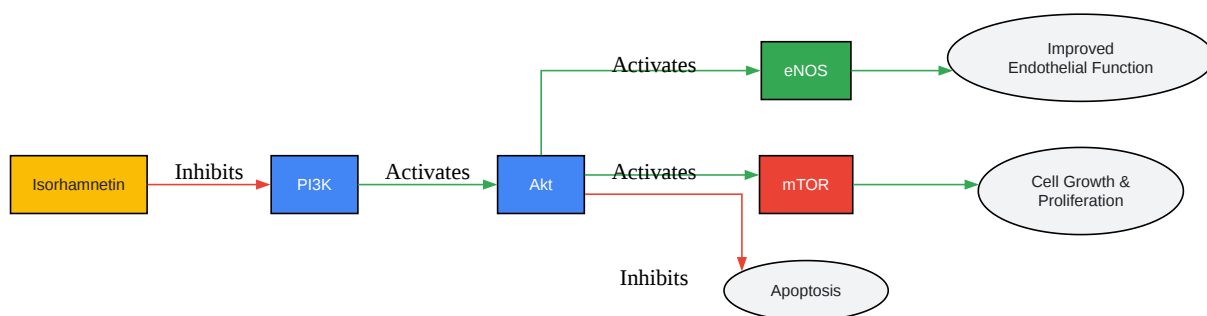 Improved
Endothelial Function
Activates
eNOS
Isorhamnetin
Inhibits
PI3K
Activates
Akt
Activates
mTOR
Cell Growth &
Proliferation
Inhibits
Apoptosis